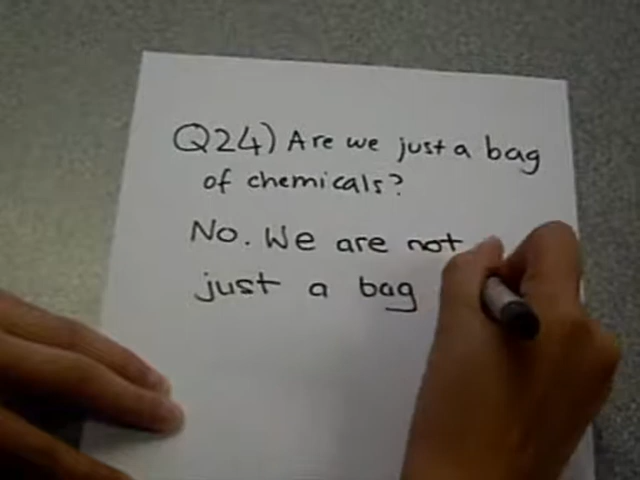 Q24) Are we just a bag
of chemicals?
No. We are not
just a bag